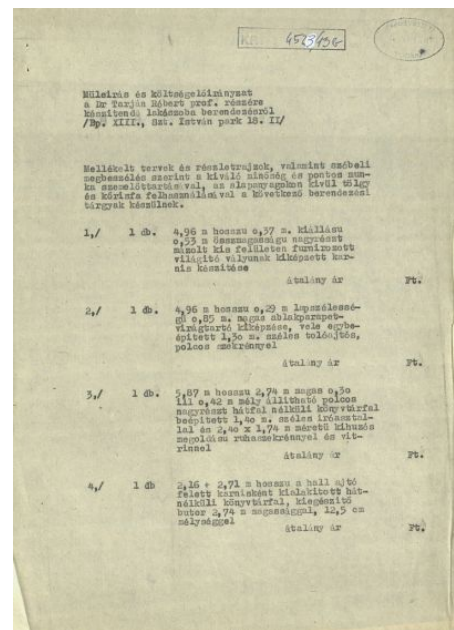 4563/956
Műleirás és költségelőirányzat
a Dr Tarján Róbert prof. részére
készitendő lakószoba berendezésről
/Bp. XIII., Szt. István park 18. II/
Mellékelt tervek és részletrajzok, valamint szóbeli
megbeszélés szerint a kiváló minőség és pontos mun-
ka szemelőttartásával, az alapanyagokon kivül tölgy
és kőrisfa felhasználásával a következő berendezési
tárgyak készülnek.
1,/ 1 db. 4,96 m hosszu 0,37 m. kiállásu
0,53 m összmagasságu nagyrészt
mázolt kis felületen furnirozott
világitó vályunak kiképzett kar-
nis készitése
átalány ár Ft.
2,/ 1 db. 4,96 m hosszu 0,29 m lapszélessé-
gü 0,85 m. magas ablakparapet-
virágtartó kiképzése, vele egybe-
épitett 1,30 m. széles tolóajtós,
polcos szekrénnyel
átalány ár Ft.
3,/ 1 db. 5,87 m hosszu 2,74 m magas 0,30
ill 0,42 m mély állitható polcos
nagyrészt hátfal nélküli könyvtárfal
beépitett 1,40 m. széles iróasztal-
lal és 2,40 x 1,74 m méretű kihuzós
megoldásu ruhaszekrénnyel és vit-
rinnel
átalány ár Ft.
4,/ 1 db 2,16 + 2,71 m hosszu a hall ajtó
felett karnisként kialakitott hát-
nélküli könyvtárfal, kiegészitő
butor 2,74 m magassággal, 12,5 cm
mélységgel
átalány ár Ft.